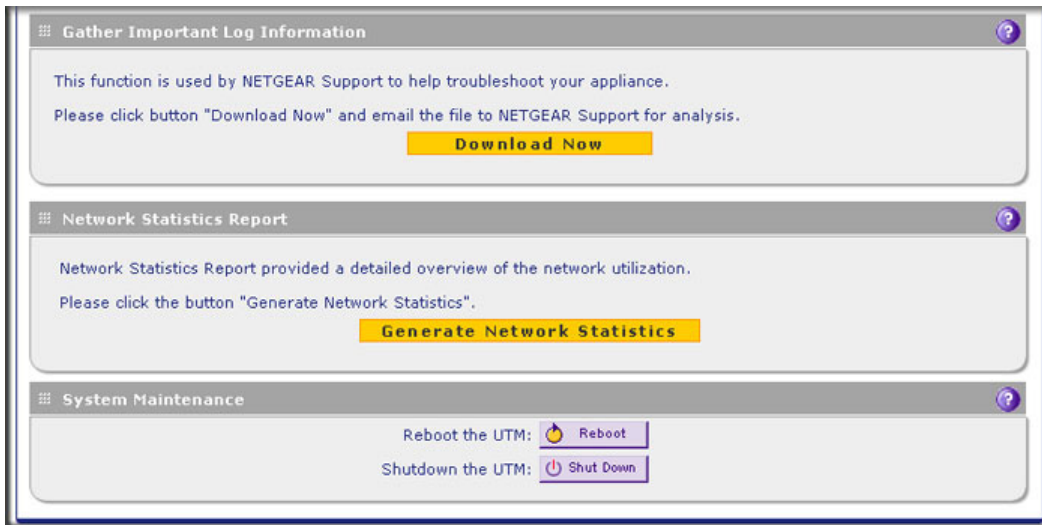 Gather Important Log Information
?
This function is used by NETGEAR Support to help troubleshoot your appliance.
Please click button "Download Now" and email the file to NETGEAR Support for analysis.
Download Now
Network Statistics Report
?
Network Statistics Report provided a detailed overview of the network utilization.
Please click the button "Generate Network Statistics".
Generate Network Statistics
System Maintenance
?
Reboot the UTM: Reboot
Shutdown the UTM: Shut Down